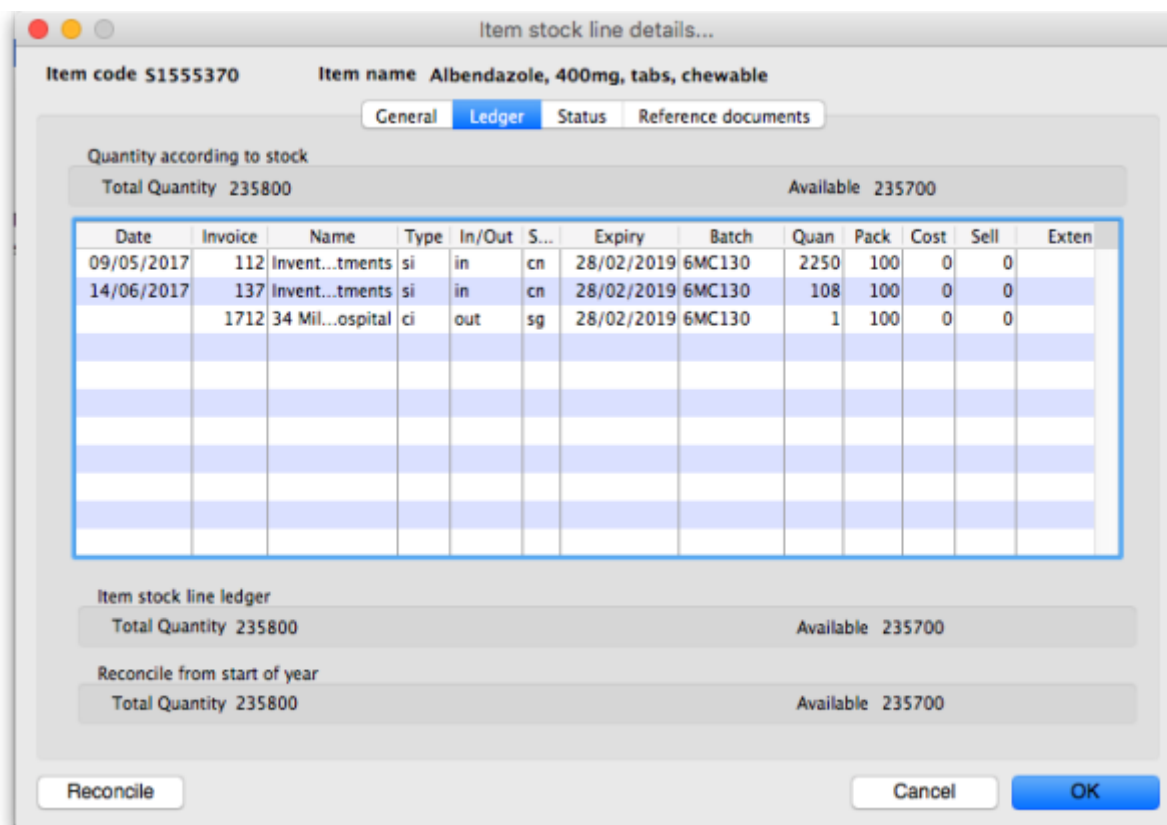 Item stock line details...
Item code S1555370 Item name Albendazole, 400mg, tabs, chewable
General Ledger Status Reference documents
Quantity according to stock
Total Quantity 235800 Available 235700
Date Invoice Name Type In/Out S... Expiry Batch Quan Pack Cost Sell Exten
09/05/2017 112 Invent...tments si in cn 28/02/2019 6MC130 2250 100 0 0
14/06/2017 137 Invent...tments si in cn 28/02/2019 6MC130 108 100 0 0
1712 34 Mil...ospital ci out sg 28/02/2019 6MC130 1 100 0 0
Item stock line ledger
Total Quantity 235800 Available 235700
Reconcile from start of year
Total Quantity 235800 Available 235700
Reconcile Cancel OK